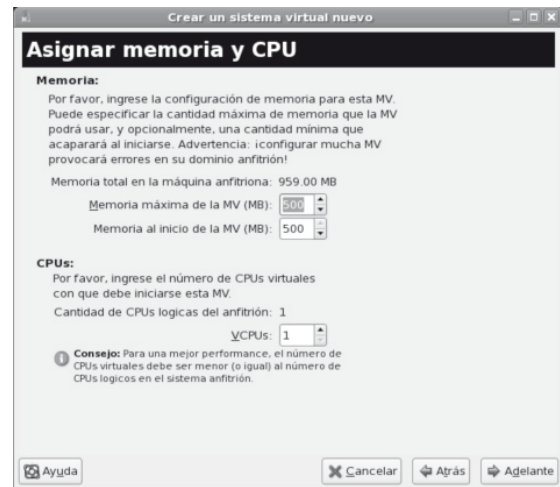 Crear un sistema virtual nuevo
Asignar memoria y CPU
Memoria:
Por favor, ingrese la configuración de memoria para esta MV.
Puede especificar la cantidad máxima de memoria que la MV
podrá usar, y opcionalmente, una cantidad mínima que
acaparará al iniciarse. Advertencia: ¡configurar mucha MV
provocará errores en su dominio anfitrión!
Memoria total en la máquina anfitriona: 959.00 MB
Memoria máxima de la MV (MB): 500
Memoria al inicio de la MV (MB): 500
CPUs:
Por favor, ingrese el número de CPUs virtuales
con que debe iniciarse esta MV.
Cantidad de CPUs logicas del anfitrión: 1
VCPUs: 1
Consejo: Para una mejor performance, el número de
CPUs virtuales debe ser menor (o igual) al número de
CPUs logicos en el sistema anfitrión.
Ayuda Cancelar Atrás Adelante